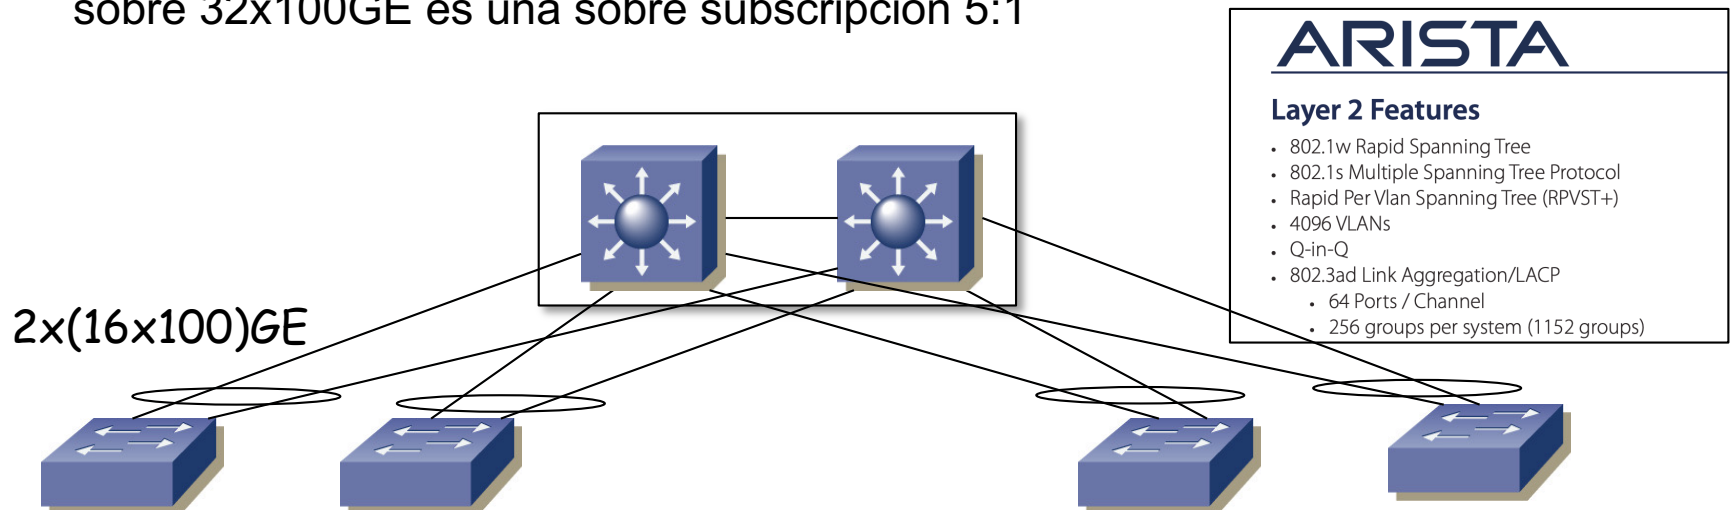 sobre 32x100GE es una sobre subscripción 5:1
ARISTA
Layer 2 Features
• 802.1w Rapid Spanning Tree
• 802.1s Multiple Spanning Tree Protocol
• Rapid Per Vlan Spanning Tree (RPVST+)
• 4096 VLANs
• Q-in-Q
• 802.3ad Link Aggregation/LACP
• 64 Ports / Channel
• 256 groups per system (1152 groups)
2x(16x100)GE